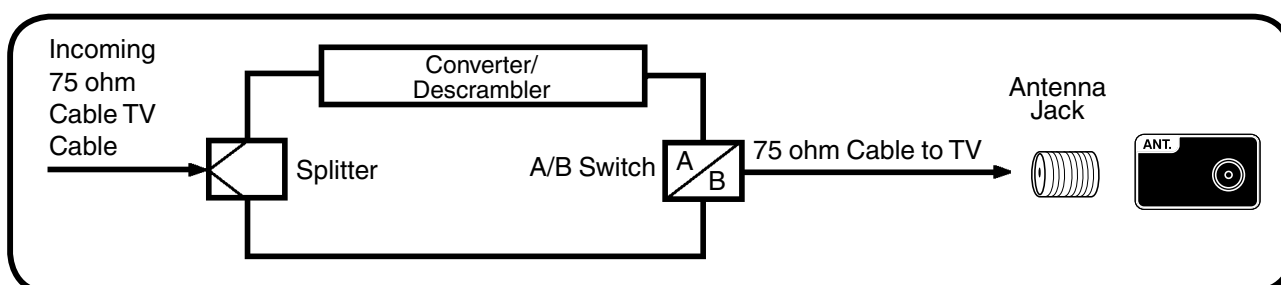 Incoming
75 ohm
Cable TV
Cable
Converter/
Descrambler
Splitter
A/B Switch
A
B
75 ohm Cable to TV
Antenna
Jack
ANT.